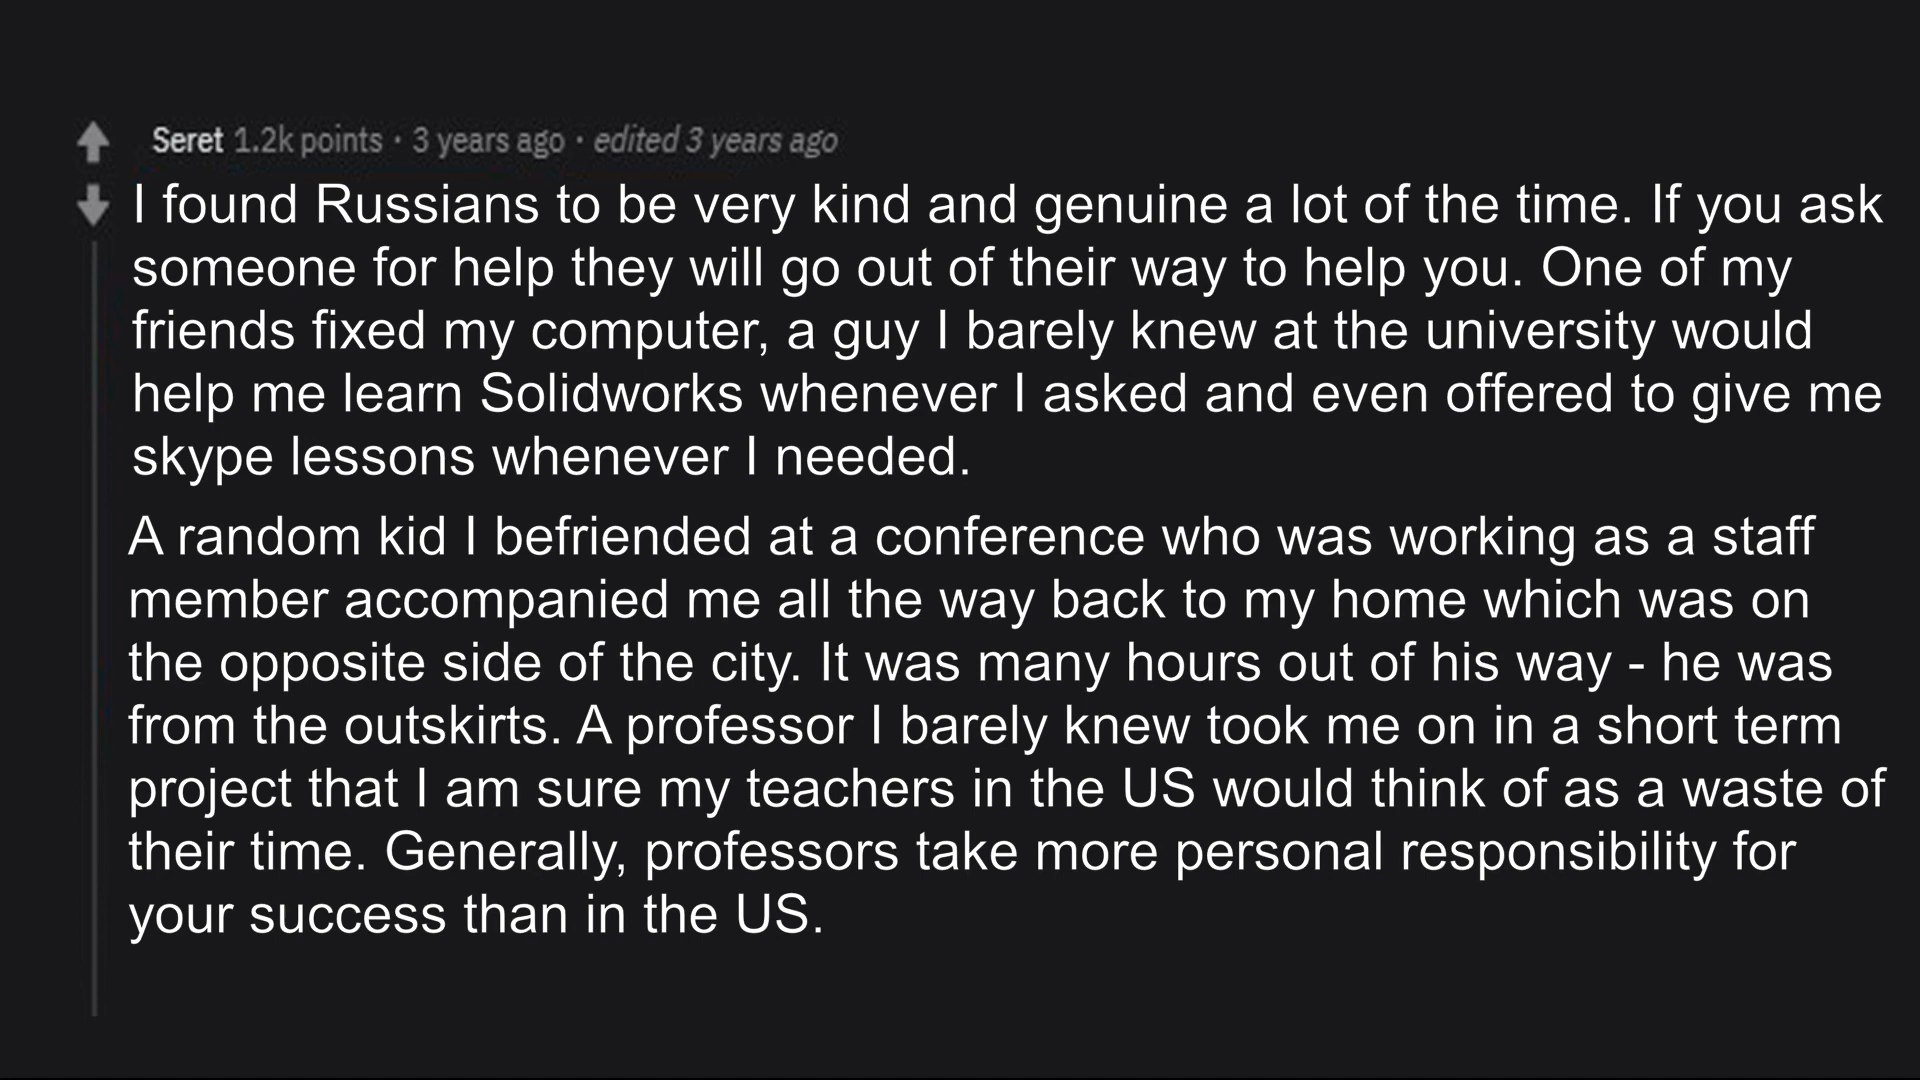 Seret 1.2k points · 3 years ago · edited 3 years ago
I found Russians to be very kind and genuine a lot of the time. If you ask
someone for help they will go out of their way to help you. One of my
friends fixed my computer, a guy I barely knew at the university would
help me learn Solidworks whenever I asked and even offered to give me
skype lessons whenever I needed.
A random kid I befriended at a conference who was working as a staff
member accompanied me all the way back to my home which was on
the opposite side of the city. It was many hours out of his way - he was
from the outskirts. A professor I barely knew took me on in a short term
project that I am sure my teachers in the US would think of as a waste of
their time. Generally, professors take more personal responsibility for
your success than in the US.